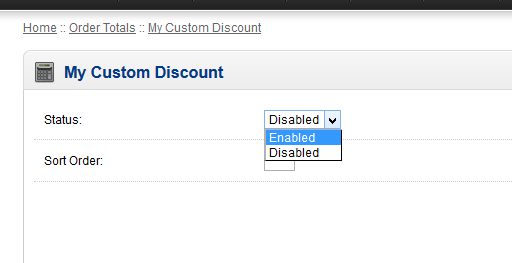 Home :: Order Totals :: My Custom Discount
My Custom Discount
Status:
Disabled
Enabled
Disabled
Sort Order: